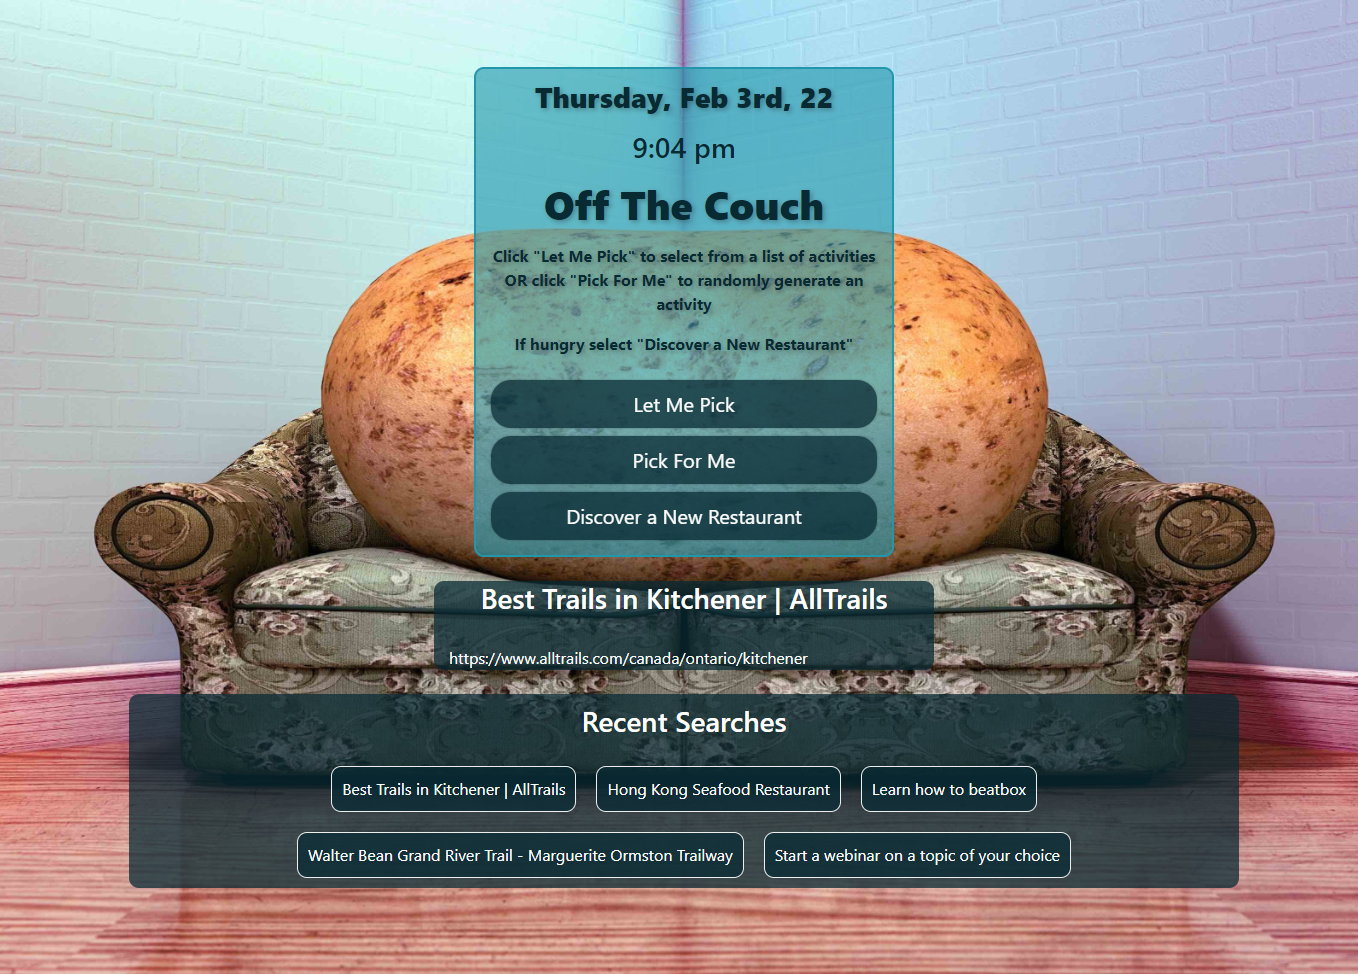 Thursday, Feb 3rd, 22
9:04 pm
Off The Couch
Click "Let Me Pick" to select from a list of activities
OR click "Pick For Me" to randomly generate an
activity
If hungry select "Discover a New Restaurant"
Let Me Pick
Pick For Me
Discover a New Restaurant
Best Trails in Kitchener | AllTrails
https://www.alltrails.com/canada/ontario/kitchener
Recent Searches
Best Trails in Kitchener | AllTrails
Hong Kong Seafood Restaurant
Learn how to beatbox
Walter Bean Grand River Trail - Marguerite Ormston Trailway
Start a webinar on a topic of your choice